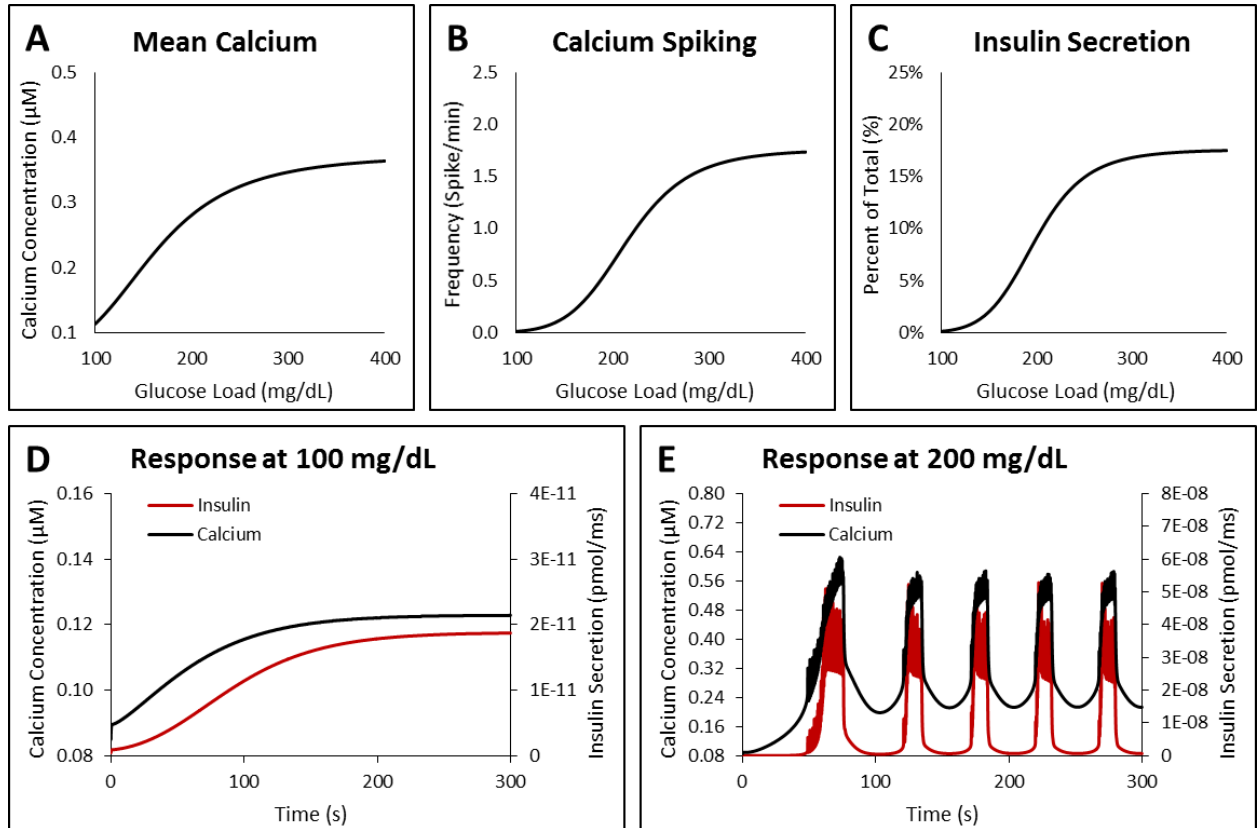 A
Mean Calcium
Calcium Concentration (µM)
0.5
0.4
0.3
0.2
0.1
100
200
300
400
Glucose Load (mg/dL)
B
Calcium Spiking
Frequency (Spike/min)
2.5
2.0
1.5
1.0
0.5
0.0
100
200
300
400
Glucose Load (mg/dL)
C
Insulin Secretion
Percent of Total (%)
25%
20%
15%
10%
5%
0%
100
200
300
400
Glucose Load (mg/dL)
D
Response at 100 mg/dL
Calcium Concentration (µM)
0.16
0.14
0.12
0.10
0.08
Insulin
Calcium
4E-11
3E-11
2E-11
1E-11
0
Insulin Secretion (pmol/ms)
0
100
200
300
Time (s)
E
Response at 200 mg/dL
Calcium Concentration (µM)
0.80
0.72
0.64
0.56
0.48
0.40
0.32
0.24
0.16
0.08
Insulin
Calcium
8E-08
7E-08
6E-08
5E-08
4E-08
3E-08
2E-08
1E-08
0
Insulin Secretion (pmol/ms)
0
100
200
300
Time (s)